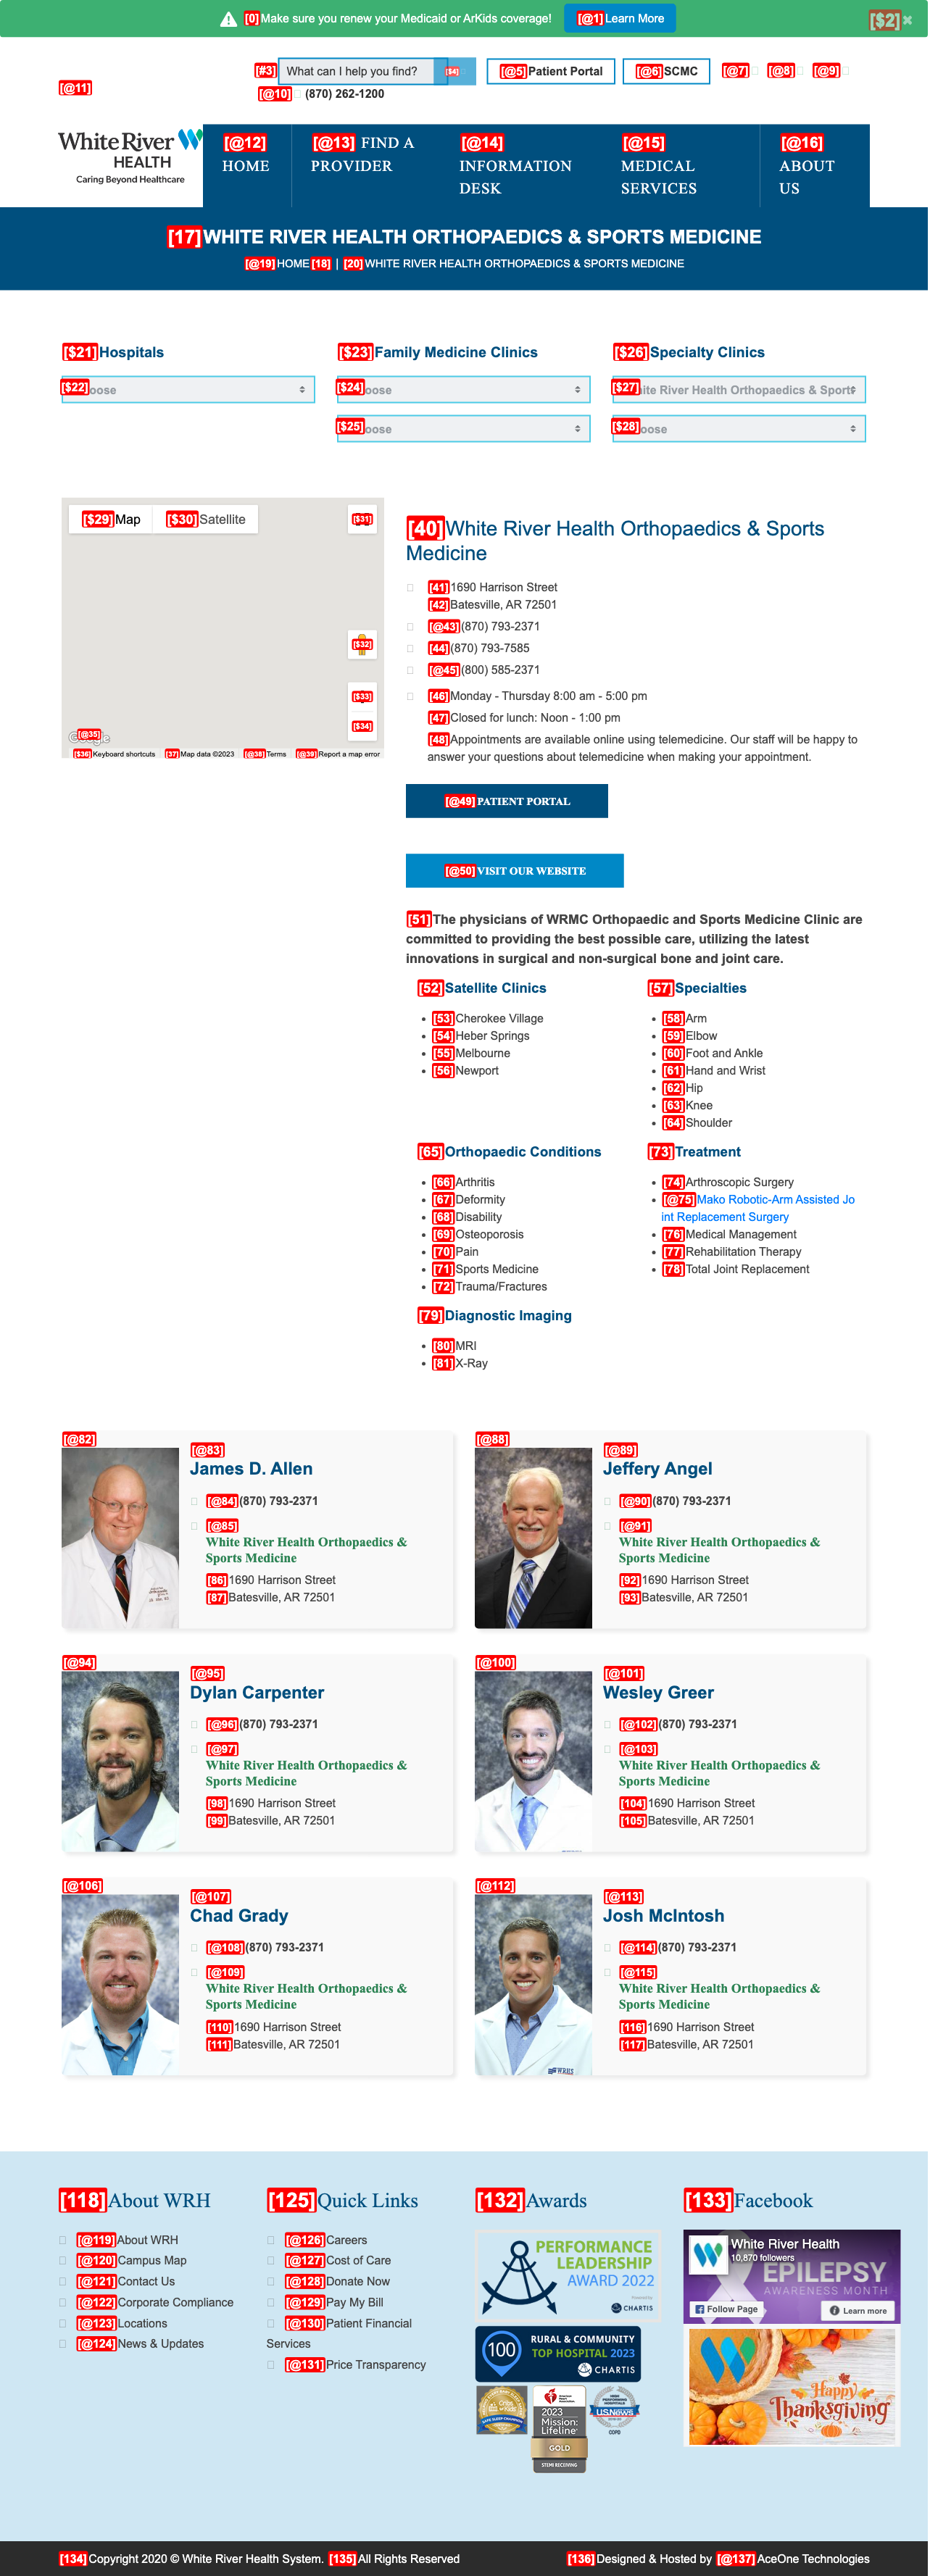 [0]Make sure you renew your Medicaid or ArKids coverage! [@1]Learn More [$2]×
[#3] What can I help you find? [$4] [@5]Patient Portal [@6]SCMC [@7] [@8] [@9]
[@10] (870) 262-1200
[@11]
White River
HEALTH
Caring Beyond Healthcare
[@12]
HOME
[@13] FIND A
PROVIDER
[@14]
INFORMATION
DESK
[@15]
MEDICAL
SERVICES
[@16]
ABOUT
US
[17]WHITE RIVER HEALTH ORTHOPAEDICS & SPORTS MEDICINE
[@19]HOME[18] | [20]WHITE RIVER HEALTH ORTHOPAEDICS & SPORTS MEDICINE
[$21]Hospitals
[$22]oose
[$23]Family Medicine Clinics
[$24]oose
[$25]oose
[$26]Specialty Clinics
[$27]ite River Health Orthopaedics & Sports
[$28]oose
[$29]Map [$30]Satellite [$31]
[$32]
[$33]
[$34]
[@35]
Google
[$36]Keyboard shortcuts [37]Map data ©2023 [@38]Terms [@39]Report a map error
[40]White River Health Orthopaedics & Sports
Medicine
[41]1690 Harrison Street
[42]Batesville, AR 72501
[@43](870) 793-2371
[44](870) 793-7585
[@45](800) 585-2371
[46]Monday - Thursday 8:00 am - 5:00 pm
[47]Closed for lunch: Noon - 1:00 pm
[48]Appointments are available online using telemedicine. Our staff will be happy to
answer your questions about telemedicine when making your appointment.
[@49]PATIENT PORTAL
[@50]VISIT OUR WEBSITE
[51]The physicians of WRMC Orthopaedic and Sports Medicine Clinic are
committed to providing the best possible care, utilizing the latest
innovations in surgical and non-surgical bone and joint care.
[52]Satellite Clinics
• [53]Cherokee Village
• [54]Heber Springs
• [55]Melbourne
• [56]Newport
[57]Specialties
• [58]Arm
• [59]Elbow
• [60]Foot and Ankle
• [61]Hand and Wrist
• [62]Hip
• [63]Knee
• [64]Shoulder
[65]Orthopaedic Conditions
• [66]Arthritis
• [67]Deformity
• [68]Disability
• [69]Osteoporosis
• [70]Pain
• [71]Sports Medicine
• [72]Trauma/Fractures
[73]Treatment
• [74]Arthroscopic Surgery
• [@75]Mako Robotic-Arm Assisted Jo
int Replacement Surgery
• [76]Medical Management
• [77]Rehabilitation Therapy
• [78]Total Joint Replacement
[79]Diagnostic Imaging
• [80]MRI
• [81]X-Ray
[@82]
[@83]
James D. Allen
[@84](870) 793-2371
[@85]
White River Health Orthopaedics &
Sports Medicine
[86]1690 Harrison Street
[87]Batesville, AR 72501
[@88]
[@89]
Jeffery Angel
[@90](870) 793-2371
[@91]
White River Health Orthopaedics &
Sports Medicine
[92]1690 Harrison Street
[93]Batesville, AR 72501
[@94]
[@95]
Dylan Carpenter
[@96](870) 793-2371
[@97]
White River Health Orthopaedics &
Sports Medicine
[98]1690 Harrison Street
[99]Batesville, AR 72501
[@100]
[@101]
Wesley Greer
[@102](870) 793-2371
[@103]
White River Health Orthopaedics &
Sports Medicine
[104]1690 Harrison Street
[105]Batesville, AR 72501
[@106]
[@107]
Chad Grady
[@108](870) 793-2371
[@109]
White River Health Orthopaedics &
Sports Medicine
[110]1690 Harrison Street
[111]Batesville, AR 72501
[@112]
[@113]
Josh McIntosh
[@114](870) 793-2371
[@115]
White River Health Orthopaedics &
Sports Medicine
[116]1690 Harrison Street
[117]Batesville, AR 72501
[118]About WRH
[@119]About WRH
[@120]Campus Map
[@121]Contact Us
[@122]Corporate Compliance
[@123]Locations
[@124]News & Updates
[125]Quick Links
[@126]Careers
[@127]Cost of Care
[@128]Donate Now
[@129]Pay My Bill
[@130]Patient Financial
Services
[@131]Price Transparency
[132]Awards
PERFORMANCE
LEADERSHIP
AWARD 2022
CHARTIS
100
RURAL & COMMUNITY
TOP HOSPITAL 2023
CHARTIS
2023
Mission:
Lifeline
GOLD
STEMI RECEIVING
U.S.News
COPD
[133]Facebook
White River Health
10,870 followers
EPILEPSY
AWARENESS MONTH
Follow Page
Learn more
Happy
Thanksgiving
[134]Copyright 2020 © White River Health System. [135]All Rights Reserved
[136]Designed & Hosted by [@137]AceOne Technologies